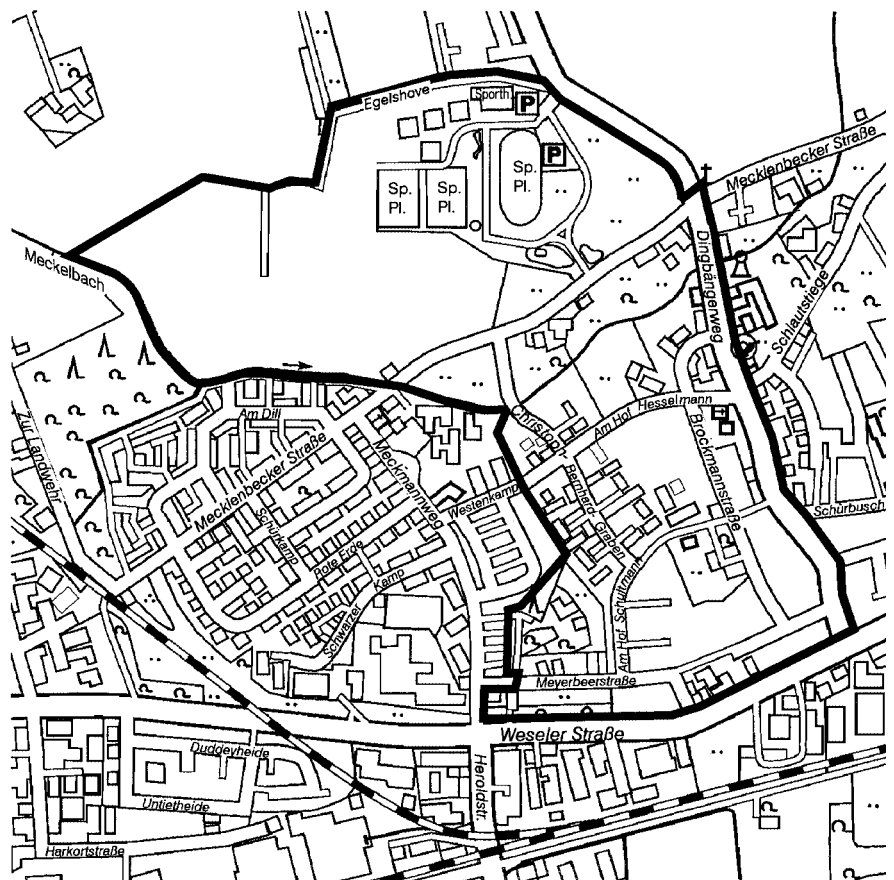 Egelshove
Sporth
P
P
Mecklenbecker Straße
Sp.
Pl.
Sp.
Pl.
Sp.
Pl.
Meckelbach
Dingbängerweg
Schlautstiege
Zur Landwehr
Am Dill
Christoph-
Bernhard-
Graben
Am Hof Hesselmann
Mecklenbecker Straße
Meckmannweg
Brockmannstraße
Westenkamp
Schürbusch
Schürkamp
Rote Erde
Schwarzer Kamp
Am Hof Schultmann
Meyerbeerstraße
Weseler Straße
Duddeyheide
Heroldstr.
Untietheide
Harkortstraße